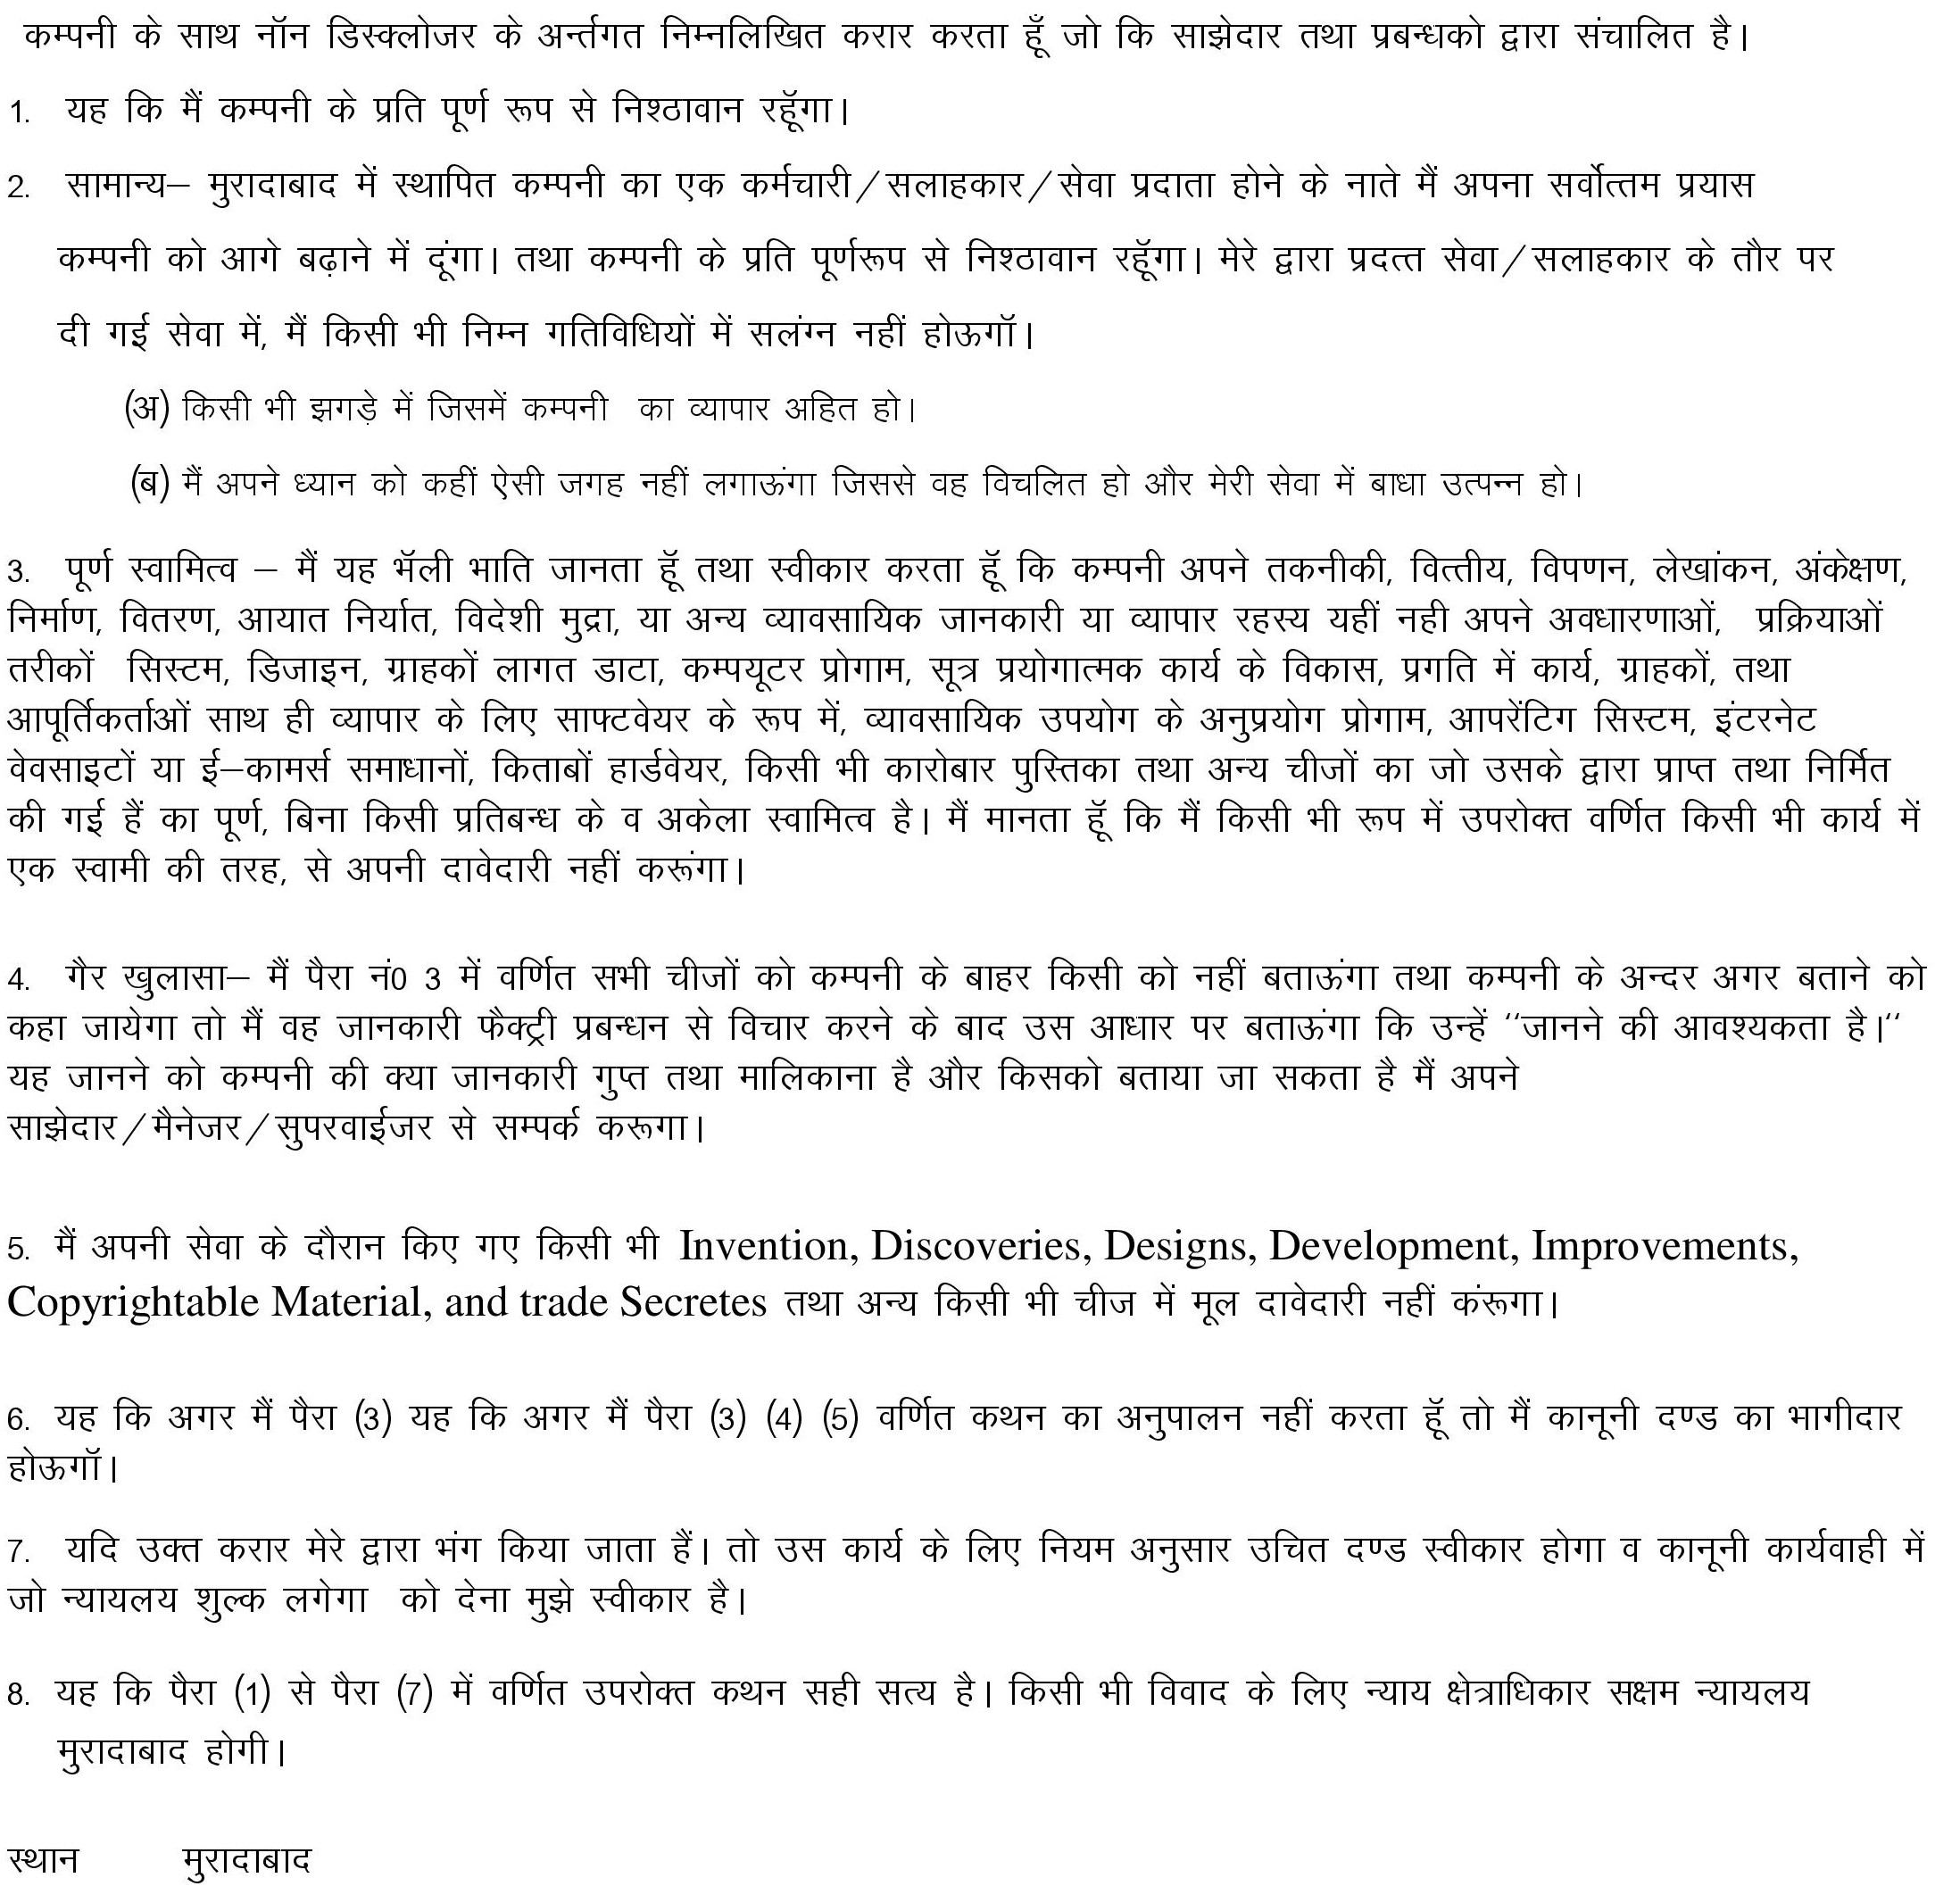 कम्पनी के साथ नॉन डिस्क्लोजर के अर्न्तगत निम्नलिखित करार करता हूँ जो कि साझेदार तथा प्रबन्धको द्वारा संचालित है।
1. यह कि मैं कम्पनी के प्रति पूर्ण रूप से निश्ठावान रहॅूगा।
2. सामान्य– मुरादाबाद में स्थापित कम्पनी का एक कर्मचारी/सलाहकार/सेवा प्रदाता होने के नाते मैं अपना सर्वोत्तम प्रयास
कम्पनी को आगे बढ़ाने में दूंगा। तथा कम्पनी के प्रति पूर्णरूप से निश्ठावान रहॅूगा। मेरे द्वारा प्रदत्त सेवा/सलाहकार के तौर पर
दी गई सेवा में, मैं किसी भी निम्न गतिविधियों में सलंग्न नहीं होऊगॉ।
(अ) किसी भी झगड़े में जिसमें कम्पनी का व्यापार अहित हो।
(ब) मैं अपने ध्यान को कहीं ऐसी जगह नहीं लगाऊंगा जिससे वह विचलित हो और मेरी सेवा में बाधा उत्पन्न हो।
3. पूर्ण स्वामित्व – मैं यह भॅली भाति जानता हॅू तथा स्वीकार करता हॅू कि कम्पनी अपने तकनीकी, वित्तीय, विपणन, लेखांकन, अंकेक्षण,
निर्माण, वितरण, आयात निर्यात, विदेशी मुद्रा, या अन्य व्यावसायिक जानकारी या व्यापार रहस्य यहीं नही अपने अवधारणाओं, प्रक्रियाओं
तरीकों सिस्टम, डिजाइन, ग्राहकों लागत डाटा, कम्पयूटर प्रोगाम, सूत्र प्रयोगात्मक कार्य के विकास, प्रगति में कार्य, ग्राहकों, तथा
आपूर्तिकर्ताओं साथ ही व्यापार के लिए साफ्टवेयर के रूप में, व्यावसायिक उपयोग के अनुप्रयोग प्रोगाम, आपरेंटिग सिस्टम, इंटरनेट
वेवसाइटों या ई–कामर्स समाधानों, किताबों हार्डवेयर, किसी भी कारोबार पुस्तिका तथा अन्य चीजों का जो उसके द्वारा प्राप्त तथा निर्मित
की गई हैं का पूर्ण, बिना किसी प्रतिबन्ध के व अकेला स्वामित्व है। मैं मानता हॅू कि मैं किसी भी रूप में उपरोक्त वर्णित किसी भी कार्य में
एक स्वामी की तरह, से अपनी दावेदारी नहीं करूंगा।
4. गैर खुलासा– मैं पैरा नं0 3 में वर्णित सभी चीजों को कम्पनी के बाहर किसी को नहीं बताऊंगा तथा कम्पनी के अन्दर अगर बताने को
कहा जायेगा तो मैं वह जानकारी फैक्ट्री प्रबन्धन से विचार करने के बाद उस आधार पर बताऊंगा कि उन्हें ‘‘जानने की आवश्यकता है।‘‘
यह जानने को कम्पनी की क्या जानकारी गुप्त तथा मालिकाना है और किसको बताया जा सकता है मैं अपने
साझेदार/मैनेजर/सुपरवाईजर से सम्पर्क करूगा।
5. मैं अपनी सेवा के दौरान किए गए किसी भी Invention, Discoveries, Designs, Development, Improvements,
Copyrightable Material, and trade Secretes तथा अन्य किसी भी चीज में मूल दावेदारी नहीं कंरूगा।
6. यह कि अगर मैं पैरा (3) यह कि अगर मैं पैरा (3) (4) (5) वर्णित कथन का अनुपालन नहीं करता हॅू तो मैं कानूनी दण्ड का भागीदार
होऊगॉ।
7. यदि उक्त करार मेरे द्वारा भंग किया जाता हैं। तो उस कार्य के लिए नियम अनुसार उचित दण्ड स्वीकार होगा व कानूनी कार्यवाही में
जो न्यायलय शुल्क लगेगा को देना मुझे स्वीकार है।
8. यह कि पैरा (1) से पैरा (7) में वर्णित उपरोक्त कथन सही सत्य है। किसी भी विवाद के लिए न्याय क्षेत्राधिकार सक्षम न्यायलय
मुरादाबाद होगी।
स्थान मुरादाबाद